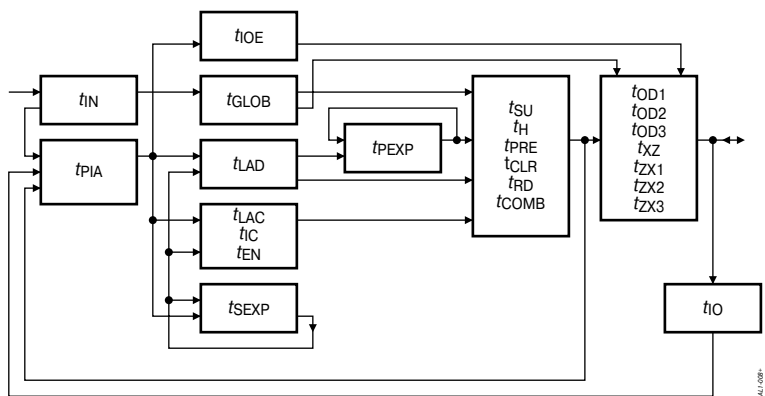 tIOE
tIN
tGLOB
tPIA
tLAD
tPEXP
tLAC
tIC
tEN
tSEXP
tSU
tH
tPRE
tCLR
tRD
tCOMB
tOD1
tOD2
tOD3
tXZ
tZX1
tZX2
tZX3
tIO